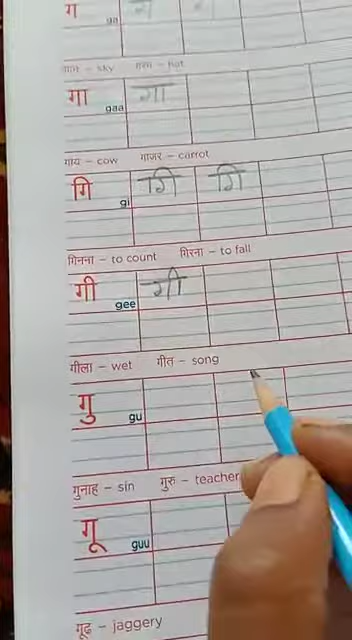 ग ga ग ग
– sky गरम – hot
गा gaa गा
गाय – cow गाजर – carrot
गि gi गि गि
गिनना – to count गिरना – to fall
गी gee गी
गीला – wet गीत – song
गु gu
गुनाह – sin गुरु – teacher
गू guu
गूढ – jaggery